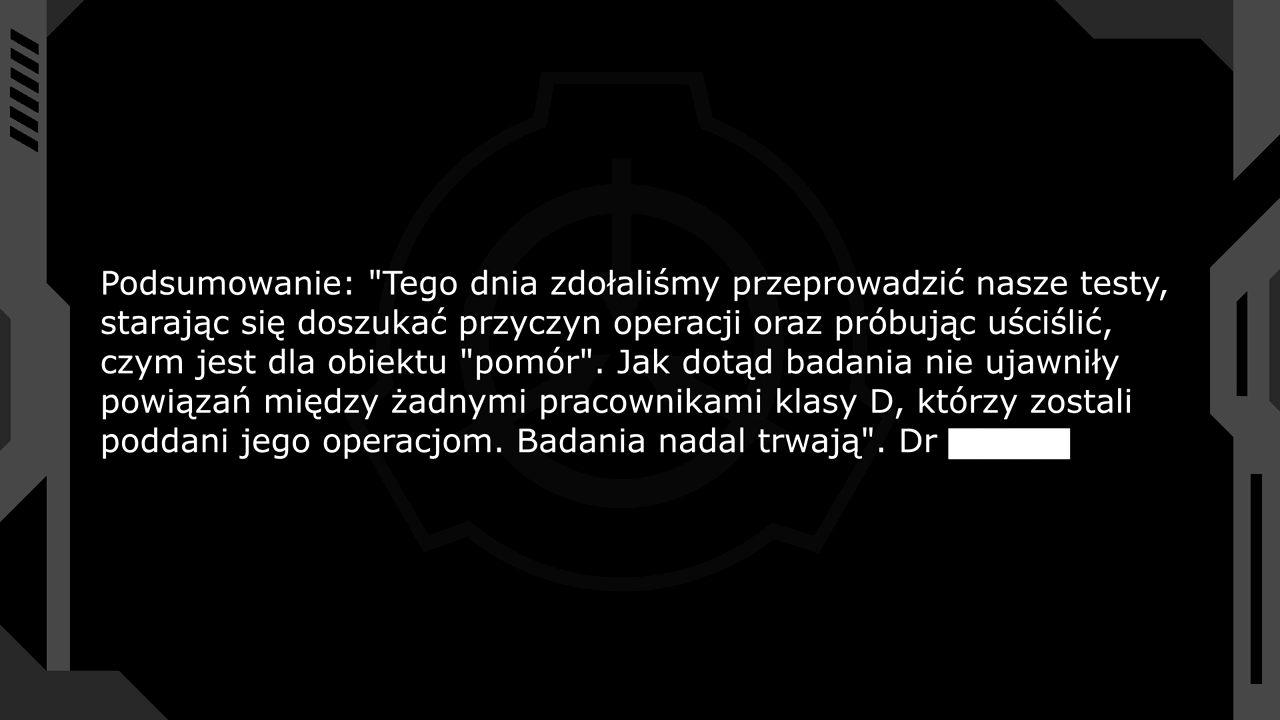 Podsumowanie: "Tego dnia zdołaliśmy przeprowadzić nasze testy,
starając się doszukać przyczyn operacji oraz próbując uściślić,
czym jest dla obiektu "pomór". Jak dotąd badania nie ujawniły
powiązań między żadnymi pracownikami klasy D, którzy zostali
poddani jego operacjom. Badania nadal trwają". Dr